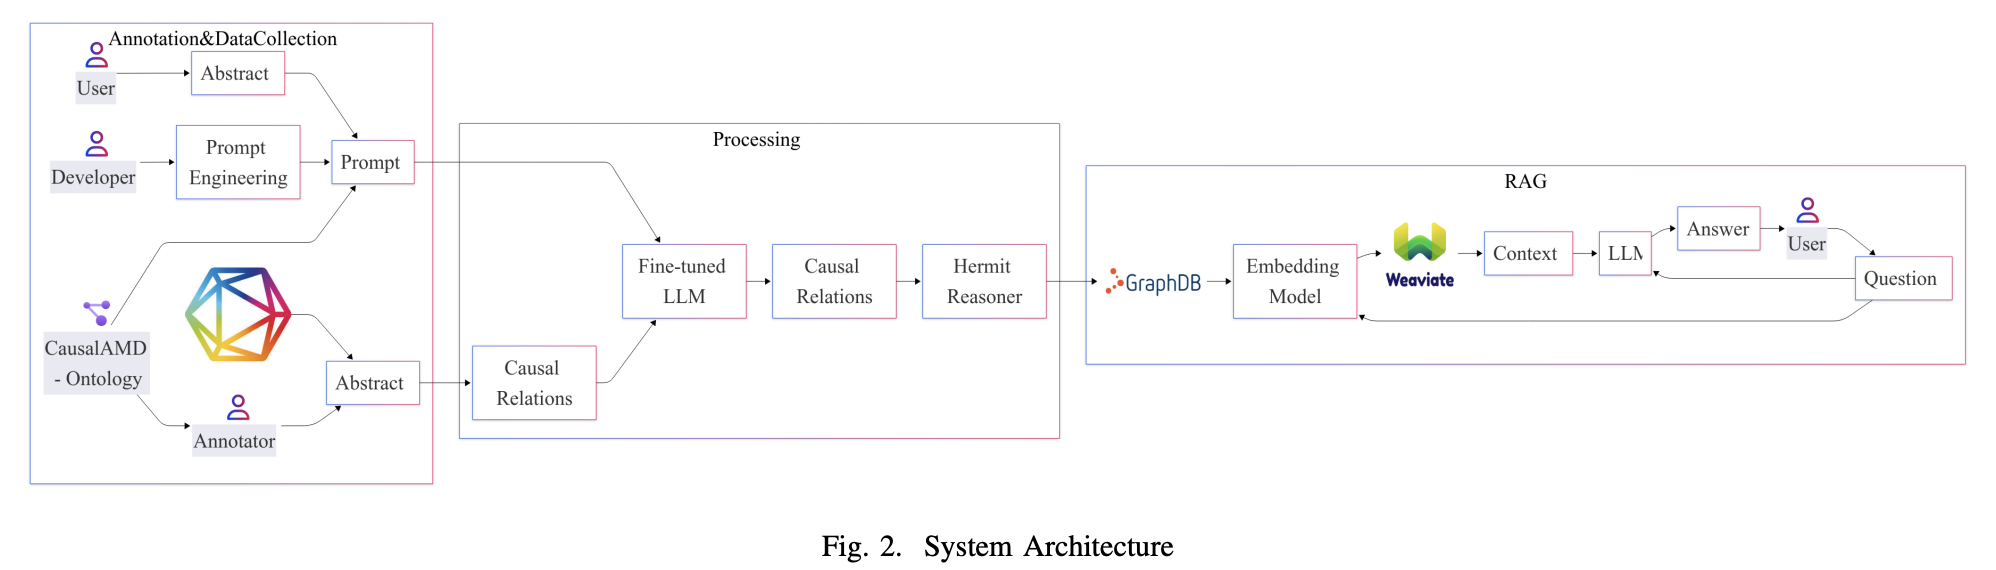 Annotation&DataCollection
User
Abstract
Developer
Prompt
Engineering
Prompt
CausalAMD
- Ontology
Annotator
Abstract
Processing
Causal
Relations
Fine-tuned
LLM
Causal
Relations
Hermit
Reasoner
RAG
GraphDB
Embedding
Model
Weaviate
Context
LLM
Answer
User
Question
Fig. 2. System Architecture